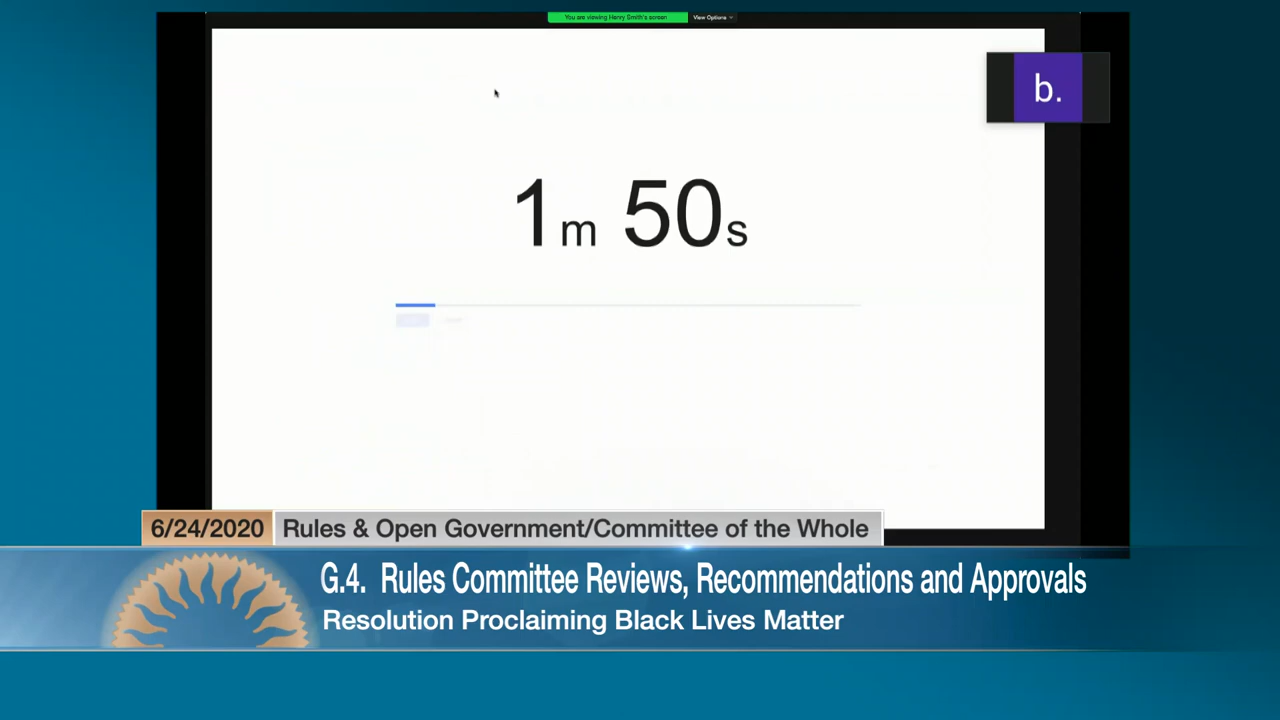 You are viewing Henry Smith's screen View Options
b.
1m 50s
6/24/2020 Rules & Open Government/Committee of the Whole
G.4. Rules Committee Reviews, Recommendations and Approvals
Resolution Proclaiming Black Lives Matter